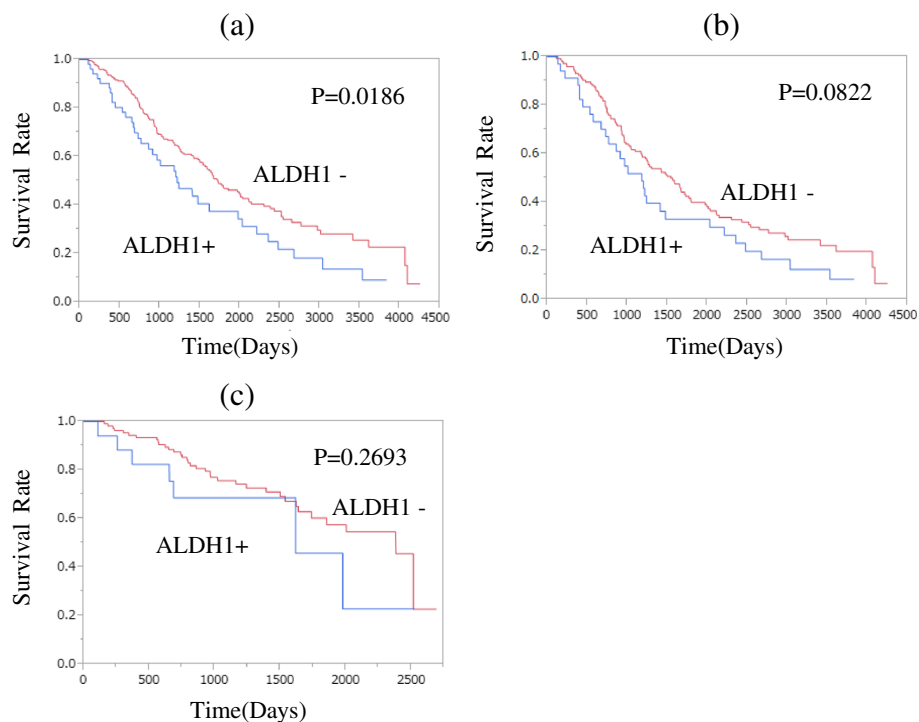 (a)
Survival Rate
1.0
0.8
0.6
0.4
0.2
0.0
P=0.0186
ALDH1 -
ALDH1+
0 500 1000 1500 2000 2500 3000 3500 4000 4500
Time(Days)
(b)
Survival Rate
1.0
0.8
0.6
0.4
0.2
0.0
P=0.0822
ALDH1 -
ALDH1+
0 500 1000 1500 2000 2500 3000 3500 4000 4500
Time(Days)
(c)
Survival Rate
1.0
0.8
0.6
0.4
0.2
0.0
P=0.2693
ALDH1 -
ALDH1+
0 500 1000 1500 2000 2500
Time(Days)